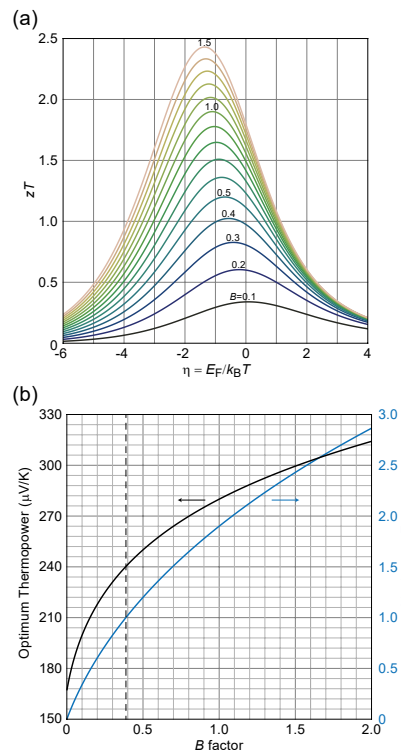 (a)
2.5
2.0
1.5
1.0
0.5
0
zT
1.5
1.0
0.5
0.4
0.3
0.2
B=0.1
-6 -4 -2 0 2 4
η = E_F/k_BT
(b)
330
300
270
240
210
180
150
Optimum Thermopower (μV/K)
3.0
2.5
2.0
1.5
1.0
0.5
0
0 0.5 1.0 1.5 2.0
B factor